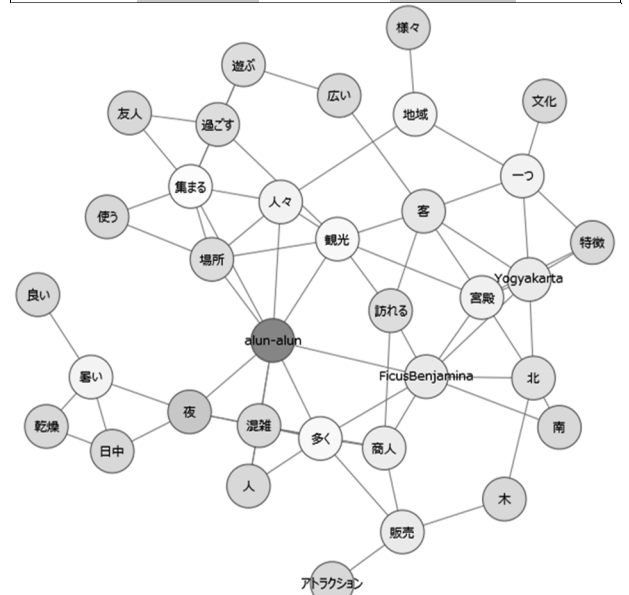 様々
遊ぶ
広い
文化
友人
過ごす
地域
一つ
集まる
人々
使う
客
観光
特徴
場所
Yogyakarta
宮殿
良い
訪れる
alun-alun
暑い
FicusBenjamina
北
夜
乾燥
混雑
南
多く
商人
日中
人
木
販売
アトラクション